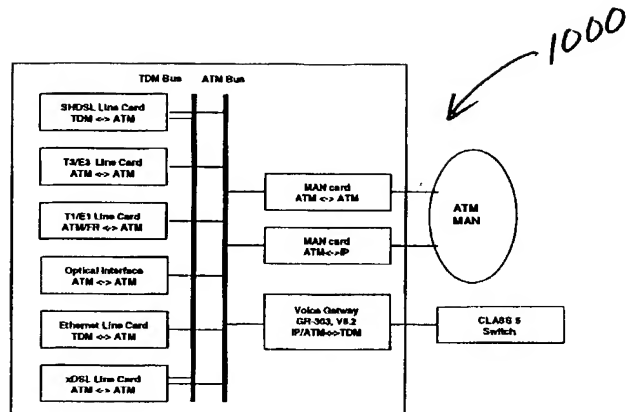 1000
TDM Bus ATM Bus
SHDSL Line Card
TDM <-> ATM
T3/E3 Line Card
ATM <-> ATM
T1/E1 Line Card
ATM/FR <-> ATM
Optical Interface
ATM <-> ATM
Ethernet Line Card
TDM <-> ATM
xDSL Line Card
ATM <-> ATM
MAN card
ATM <-> ATM
MAN card
ATM<->IP
Voice Gatway
GR-303, V5.2
IP/ATM<->TDM
ATM
MAN
CLASS 5
Switch